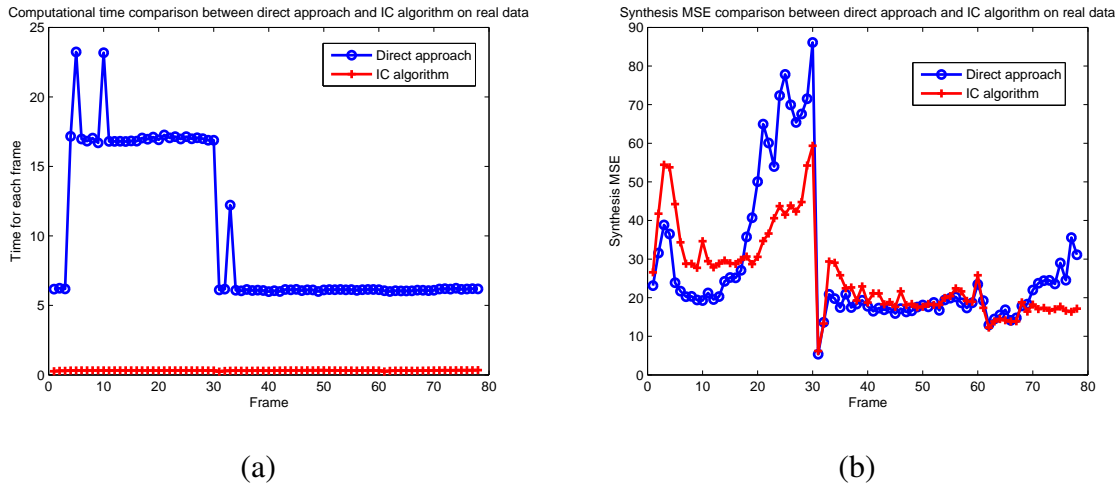 Computational time comparison between direct approach and IC algorithm on real data
25
20
15
10
5
0
Time for each frame
Direct approach
IC algorithm
0 10 20 30 40 50 60 70 80
Frame
(a)
Synthesis MSE comparison between direct approach and IC algorithm on real data
90
80
70
60
50
40
30
20
10
0
Synthesis MSE
Direct approach
IC algorithm
0 10 20 30 40 50 60 70 80
Frame
(b)